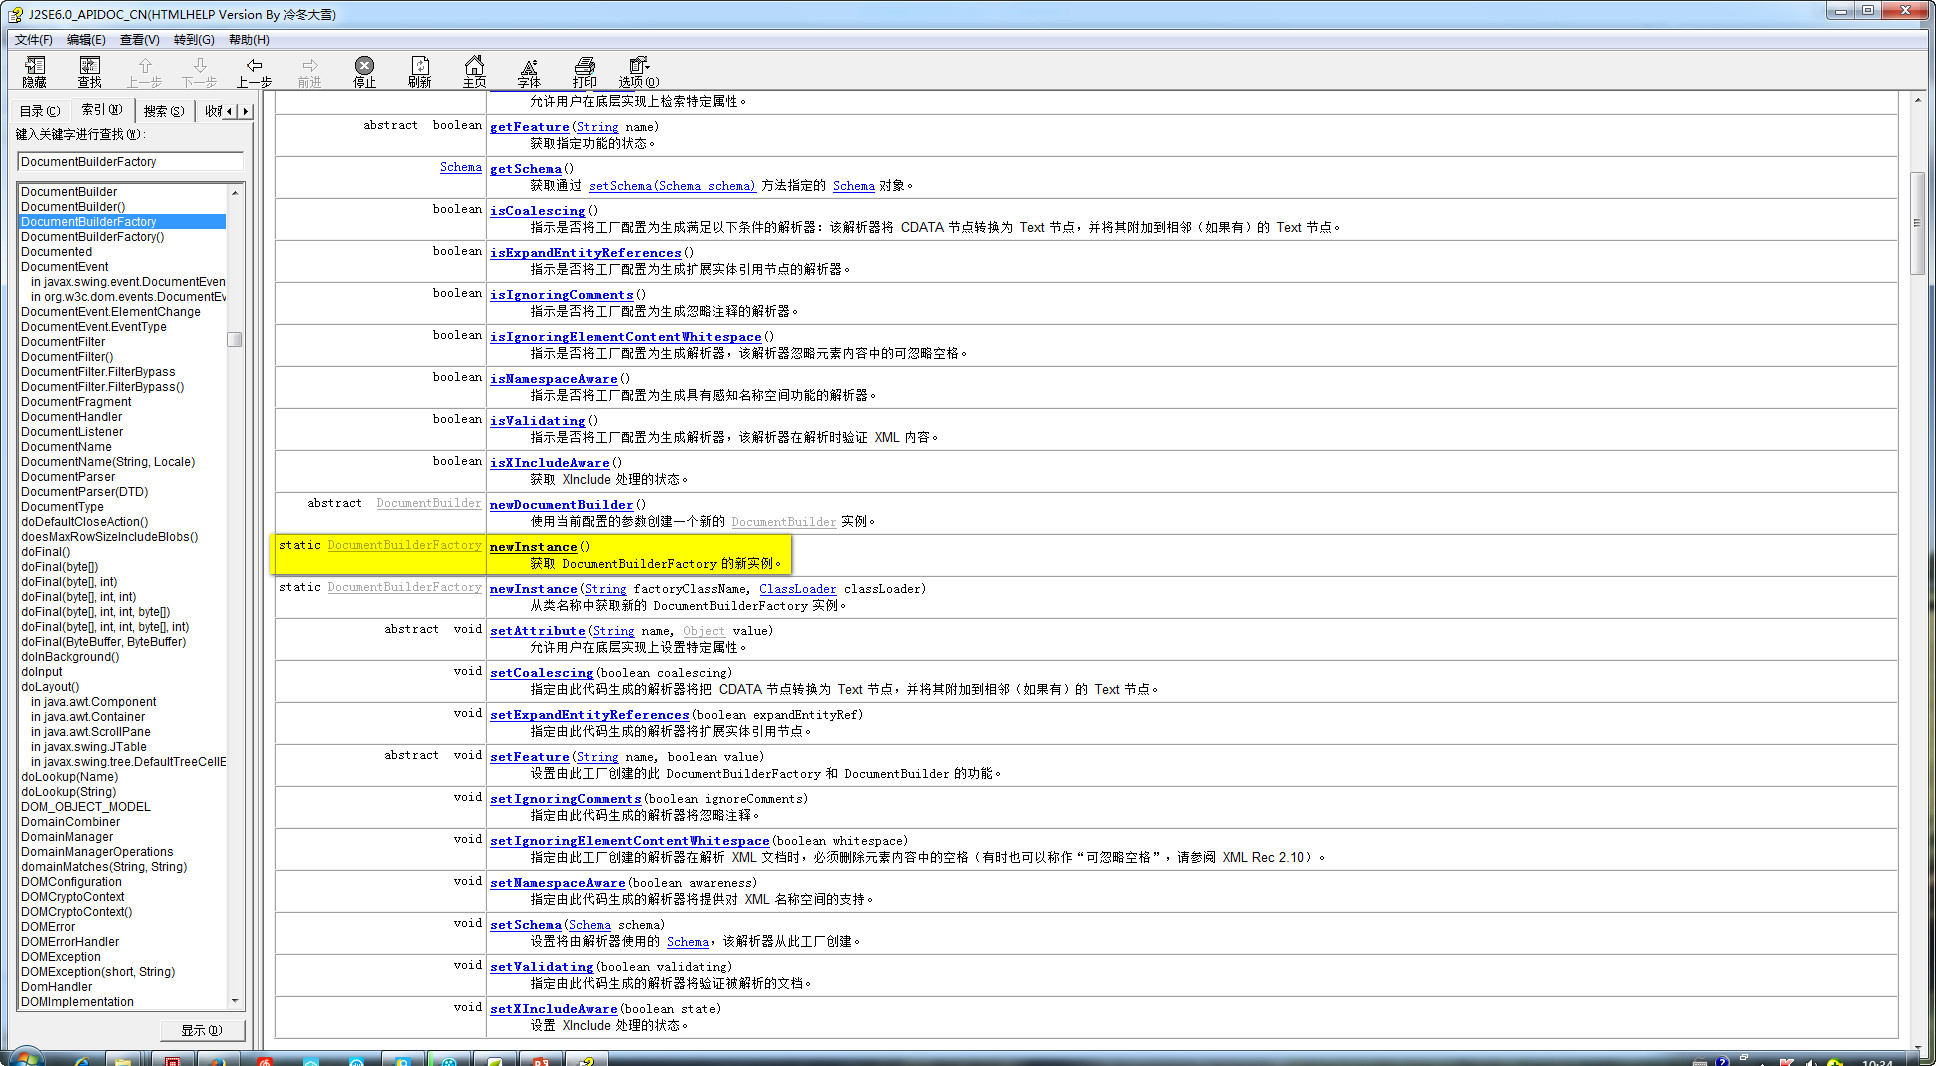 J2SE6.0_APIDOC_CN(HTMLHELP Version By 冷冬大雪)
文件(F) 编辑(E) 查看(V) 转到(G) 帮助(H)
隐藏 查找 上一步 下一步 上一步 前进 停止 刷新 主页 字体 打印 选项(O)
目录(C) 索引(N) 搜索(S)
键入关键字进行查找(W):
DocumentBuilderFactory
DocumentBuilder
DocumentBuilder()
DocumentBuilderFactory
DocumentBuilderFactory()
Documented
DocumentEvent
in javax.swing.event.DocumentEven
in org.w3c.dom.events.DocumentEv
DocumentEvent.ElementChange
DocumentEvent.EventType
DocumentFilter
DocumentFilter()
DocumentFilter.FilterBypass
DocumentFilter.FilterBypass()
DocumentFragment
DocumentHandler
DocumentListener
DocumentName
DocumentName(String, Locale)
DocumentParser
DocumentParser(DTD)
DocumentType
doDefaultCloseAction()
doesMaxRowSizeIncludeBlobs()
doFinal()
doFinal(byte[])
doFinal(byte[], int)
doFinal(byte[], int, int)
doFinal(byte[], int, int, byte[])
doFinal(byte[], int, int, byte[], int)
doFinal(ByteBuffer, ByteBuffer)
doInBackground()
doInput
doLayout()
in java.awt.Component
in java.awt.Container
in java.awt.ScrollPane
in javax.swing.JTable
in javax.swing.tree.DefaultTreeCellE
doLookup(Name)
doLookup(String)
DOM_OBJECT_MODEL
DomainCombiner
DomainManager
DomainManagerOperations
domainMatches(String, String)
DOMConfiguration
DOMCryptoContext
DOMCryptoContext()
DOMError
DOMErrorHandler
DOMException
DOMException(short, String)
DomHandler
DOMImplementation
显示(D)
允许用户在底层实现上检索特定属性。
abstract boolean getFeature(String name)
获取指定功能的状态。
Schema getSchema()
获取通过 setSchema(Schema schema) 方法指定的 Schema 对象。
boolean isCoalescing()
指示是否将工厂配置为生成满足以下条件的解析器：该解析器将 CDATA 节点转换为 Text 节点，并将其附加到相邻（如果有）的 Text 节点。
boolean isExpandEntityReferences()
指示是否将工厂配置为生成扩展实体引用节点的解析器。
boolean isIgnoringComments()
指示是否将工厂配置为生成忽略注释的解析器。
boolean isIgnoringElementContentWhitespace()
指示是否将工厂配置为生成解析器，该解析器忽略元素内容中的可忽略空格。
boolean isNamespaceAware()
指示是否将工厂配置为生成具有感知名称空间功能的解析器。
boolean isValidating()
指示是否将工厂配置为生成解析器，该解析器在解析时验证 XML 内容。
boolean isXIncludeAware()
获取 XInclude 处理的状态。
abstract DocumentBuilder newDocumentBuilder()
使用当前配置的参数创建一个新的 DocumentBuilder 实例。
static DocumentBuilderFactory newInstance()
获取 DocumentBuilderFactory 的新实例。
static DocumentBuilderFactory newInstance(String factoryClassName, ClassLoader classLoader)
从类名称中获取新的 DocumentBuilderFactory 实例。
abstract void setAttribute(String name, Object value)
允许用户在底层实现上设置特定属性。
void setCoalescing(boolean coalescing)
指定由此代码生成的解析器将把 CDATA 节点转换为 Text 节点，并将其附加到相邻（如果有）的 Text 节点。
void setExpandEntityReferences(boolean expandEntityRef)
指定由此代码生成的解析器将扩展实体引用节点。
abstract void setFeature(String name, boolean value)
设置由此工厂创建的此 DocumentBuilderFactory 和 DocumentBuilder 的功能。
void setIgnoringComments(boolean ignoreComments)
指定由此代码生成的解析器将忽略注释。
void setIgnoringElementContentWhitespace(boolean whitespace)
指定由此工厂创建的解析器在解析 XML 文档时，必须删除元素内容中的空格（有时也可以称作“可忽略空格”，请参阅 XML Rec 2.10）。
void setNamespaceAware(boolean awareness)
指定由此代码生成的解析器将提供对 XML 名称空间的支持。
void setSchema(Schema schema)
设置将由解析器使用的 Schema，该解析器从此工厂创建。
void setValidating(boolean validating)
指定由此代码生成的解析器将验证被解析的文档。
void setXIncludeAware(boolean state)
设置 XInclude 处理的状态。